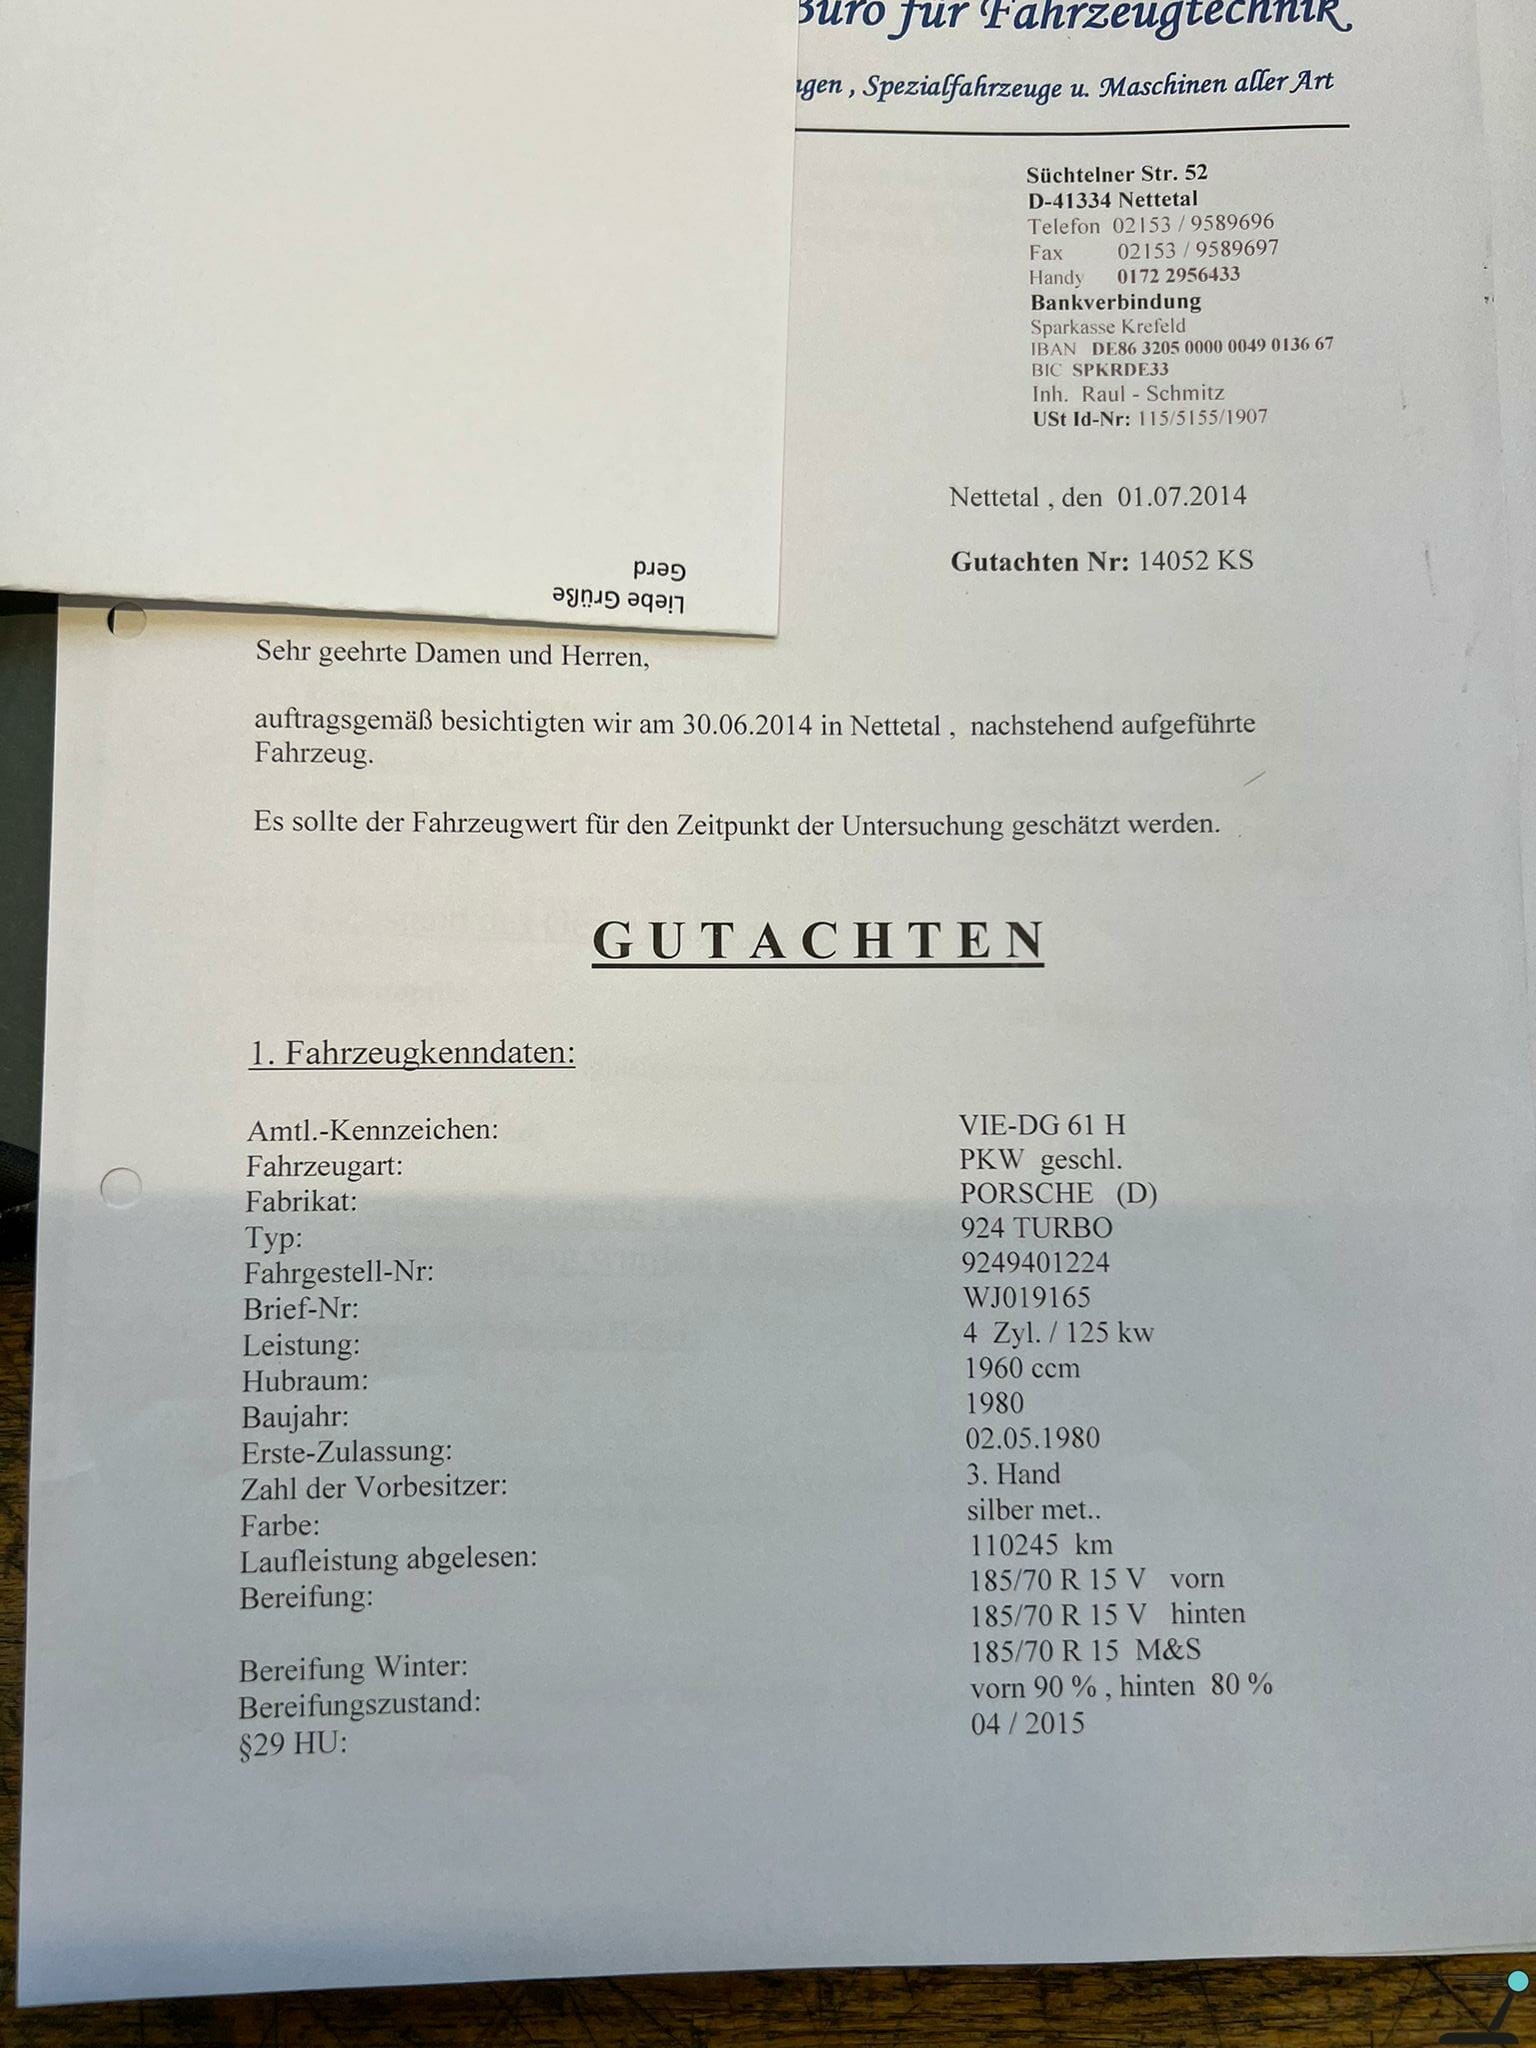 Büro für Fahrzeugtechnik
, Spezialfahrzeuge u. Maschinen aller Art
Süchtelner Str. 52
D-41334 Nettetal
Telefon 02153 / 9589696
Fax 02153 / 9589697
Handy 0172 2956433
Bankverbindung
Sparkasse Krefeld
IBAN DE86 3205 0000 0049 0136 67
BIC SPKRDE33
Inh. Raul - Schmitz
USt Id-Nr: 115/5155/1907
Nettetal , den 01.07.2014
Gutachten Nr: 14052 KS
Liebe Grüße
Gerd
Sehr geehrte Damen und Herren,
auftragsgemäß besichtigten wir am 30.06.2014 in Nettetal , nachstehend aufgeführte
Fahrzeug.
Es sollte der Fahrzeugwert für den Zeitpunkt der Untersuchung geschätzt werden.
GUTACHTEN
1. Fahrzeugkenndaten:
Amtl.-Kennzeichen: VIE-DG 61 H
Fahrzeugart: PKW geschl.
Fabrikat: PORSCHE (D)
Typ: 924 TURBO
Fahrgestell-Nr: 9249401224
Brief-Nr: WJ019165
Leistung: 4 Zyl. / 125 kw
Hubraum: 1960 ccm
Baujahr: 1980
Erste-Zulassung: 02.05.1980
Zahl der Vorbesitzer: 3. Hand
Farbe: silber met..
Laufleistung abgelesen: 110245 km
Bereifung: 185/70 R 15 V vorn
185/70 R 15 V hinten
Bereifung Winter: 185/70 R 15 M&S
Bereifungszustand: vorn 90 % , hinten 80 %
§29 HU: 04 / 2015